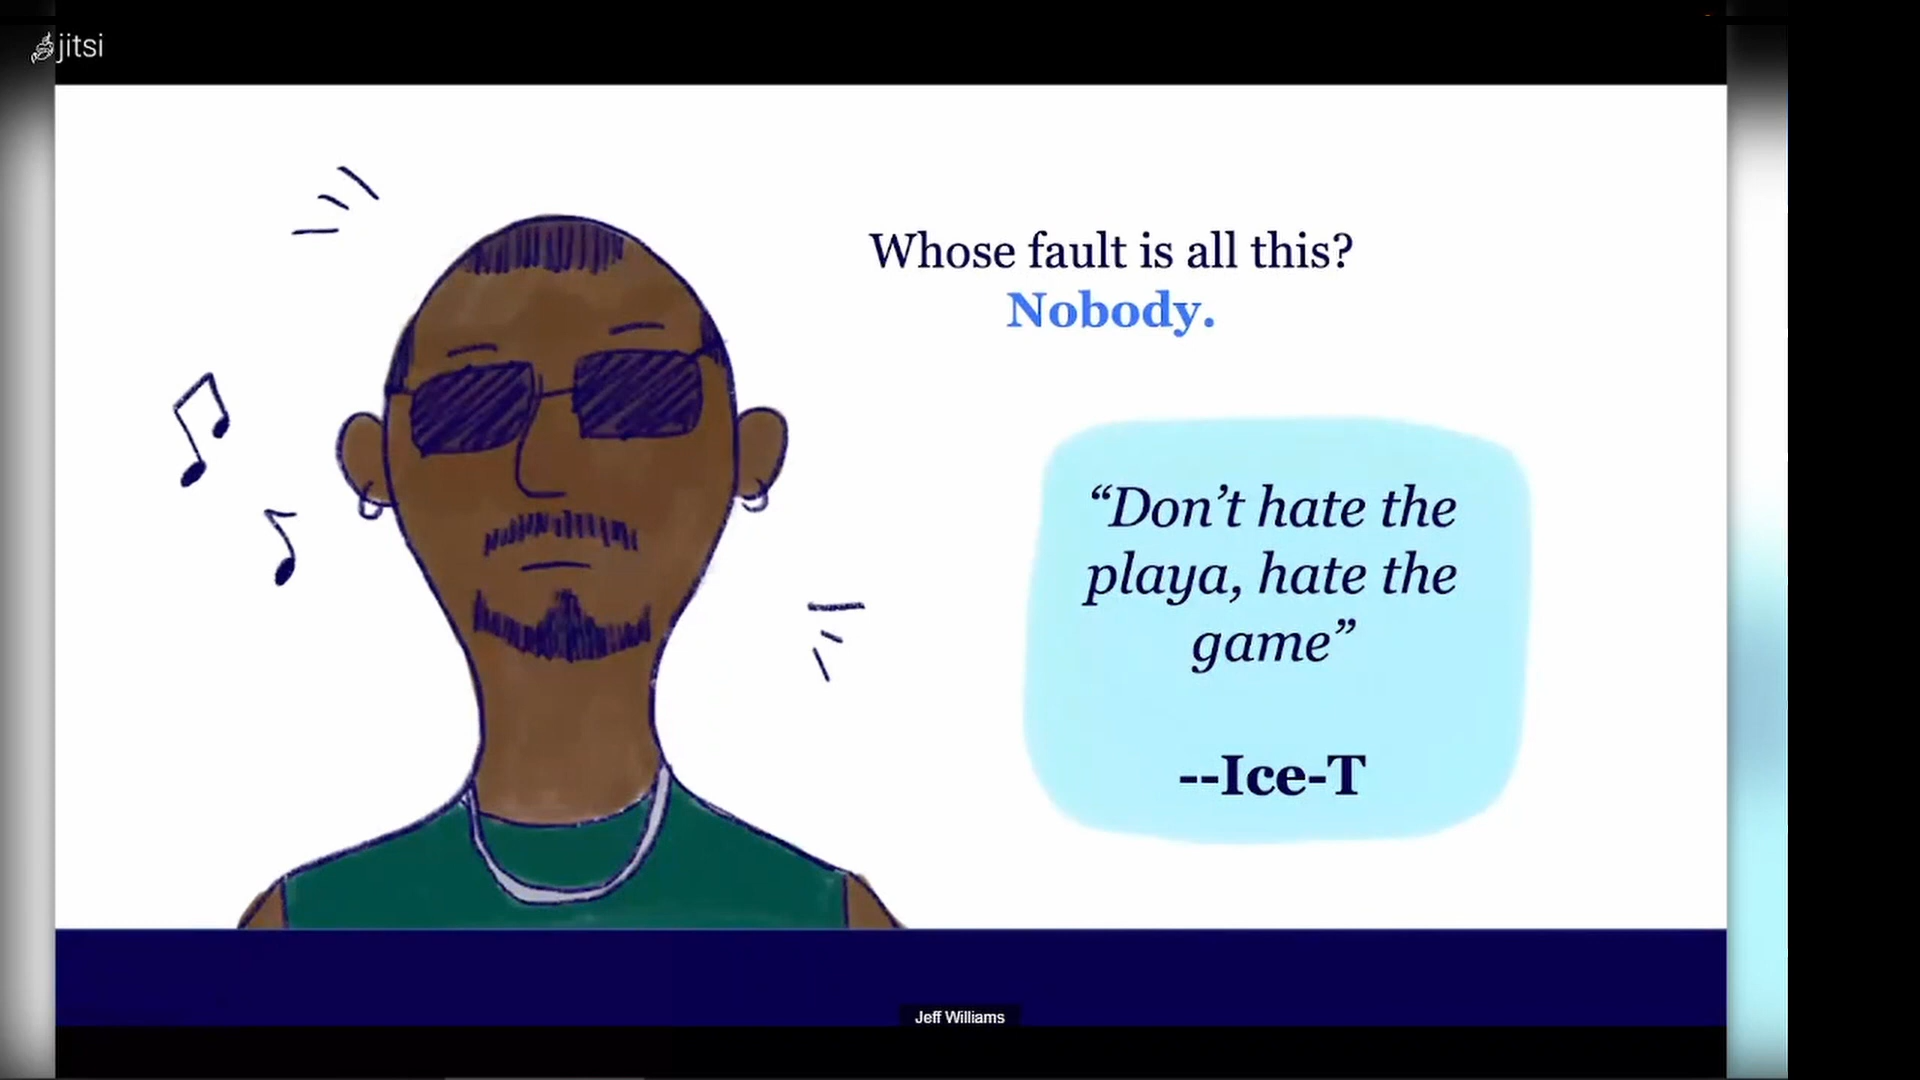 jitsi
Whose fault is all this?
Nobody.
“Don’t hate the
playa, hate the
game”
--Ice-T
Jeff Williams